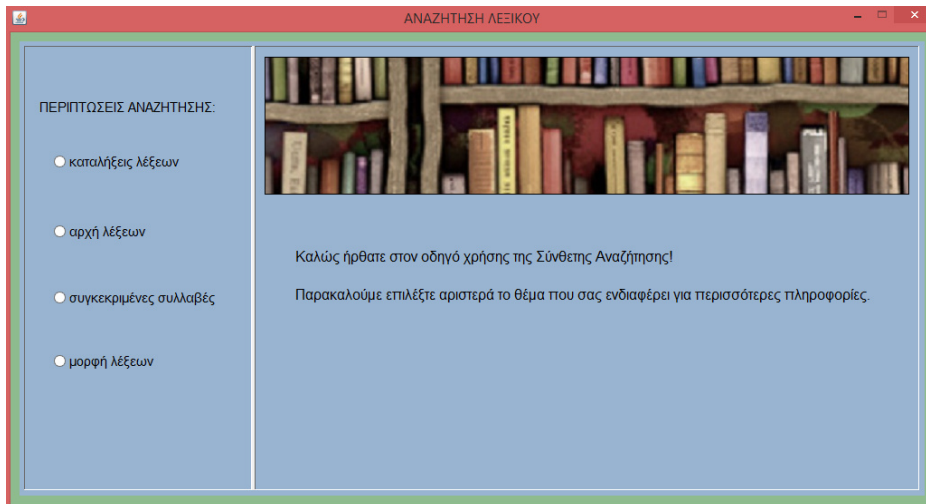 ΑΝΑΖΗΤΗΣΗ ΛΕΞΙΚΟΥ
ΠΕΡΙΠΤΩΣΕΙΣ ΑΝΑΖΗΤΗΣΗΣ:
καταλήξεις λέξεων
αρχή λέξεων
συγκεκριμένες συλλαβές
μορφή λέξεων
Καλώς ήρθατε στον οδηγό χρήσης της Σύνθετης Αναζήτησης!
Παρακαλούμε επιλέξτε αριστερά το θέμα που σας ενδιαφέρει για περισσότερες πληροφορίες.